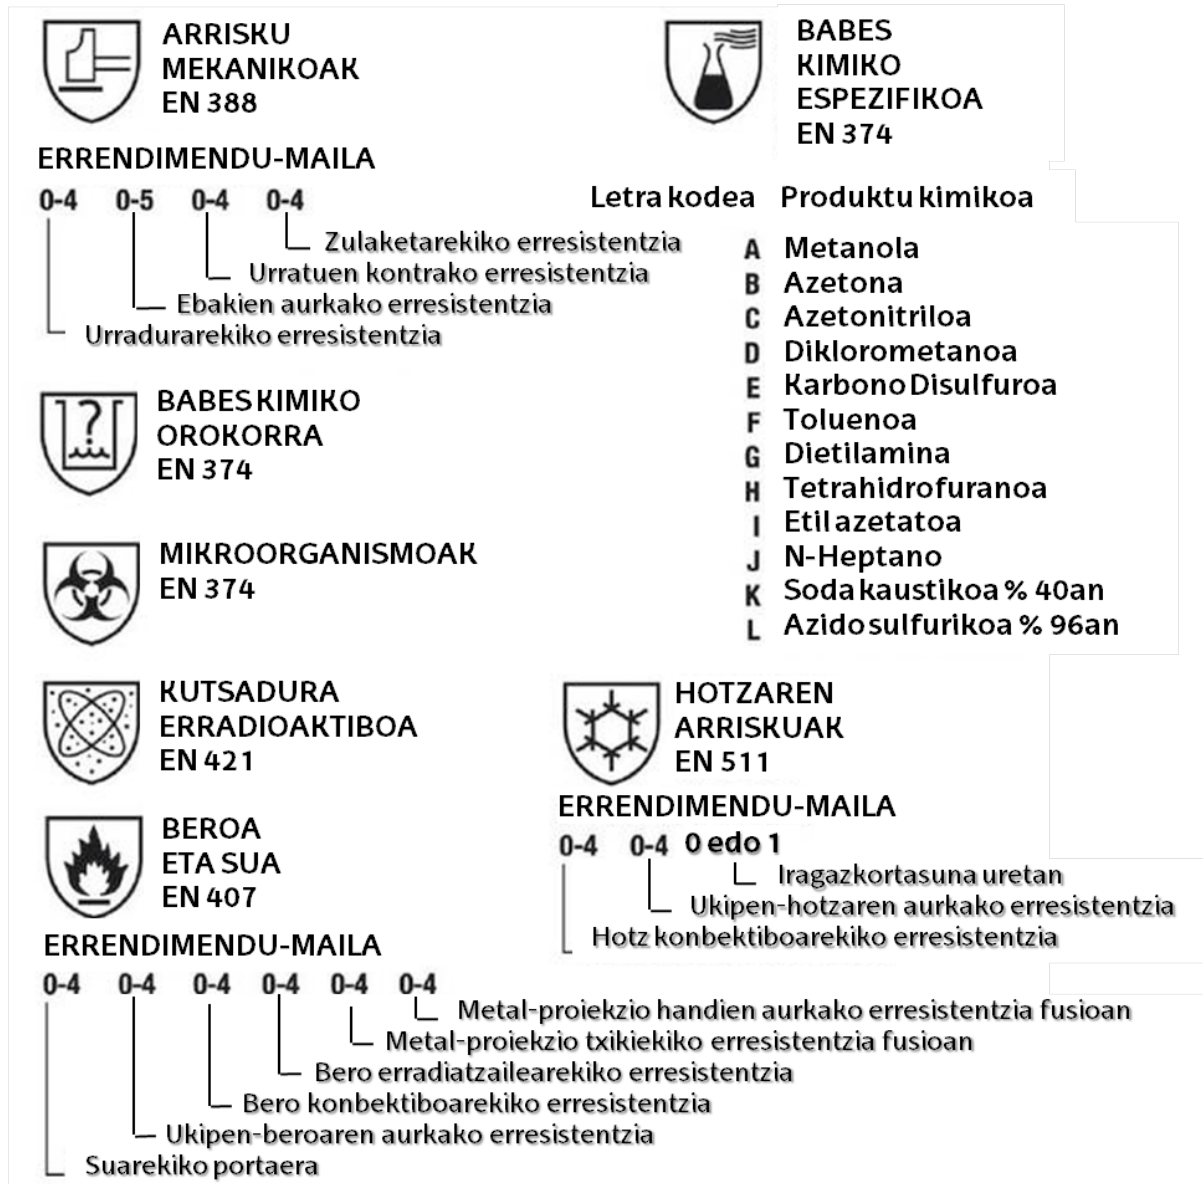 ARRISKU
MEKANIKOAK
EN 388
ERRENDIMENDU-MAILA
0-4 0-5 0-4 0-4
Zulaketarekiko erresistentzia
Urratuen kontrako erresistentzia
Ebakien aurkako erresistentzia
Urradurarekiko erresistentzia
BABES
KIMIKO
ESPEZIFIKOA
EN 374
Letra kodea Produktu kimikoa
A Metanola
B Azetona
C Azetonitriloa
D Diklorometanoa
E Karbono Disulfuroa
F Toluenoa
G Dietilamina
H Tetrahidrofuranoa
I Etil azetatoa
J N-Heptano
K Soda kaustikoa % 40an
L Azido sulfurikoa % 96an
BABES KIMIKO
OROKORRA
EN 374
?
MIKROORGANISMOAK
EN 374
KUTSADURA
ERRADIOAKTIBOA
EN 421
HOTZAREN
ARRISKUAK
EN 511
ERRENDIMENDU-MAILA
0-4 0-4 0 edo 1
Iragazkortasuna uretan
Ukipen-hotzaren aurkako erresistentzia
Hotz konbektiboarekiko erresistentzia
BEROA
ETA SUA
EN 407
ERRENDIMENDU-MAILA
0-4 0-4 0-4 0-4 0-4 0-4
Metal-proiekzio handien aurkako erresistentzia fusioan
Metal-proiekzio txikiekiko erresistentzia fusioan
Bero erradiatzailearekiko erresistentzia
Bero konbektiboarekiko erresistentzia
Ukipen-beroaren aurkako erresistentzia
Suarekiko portaera